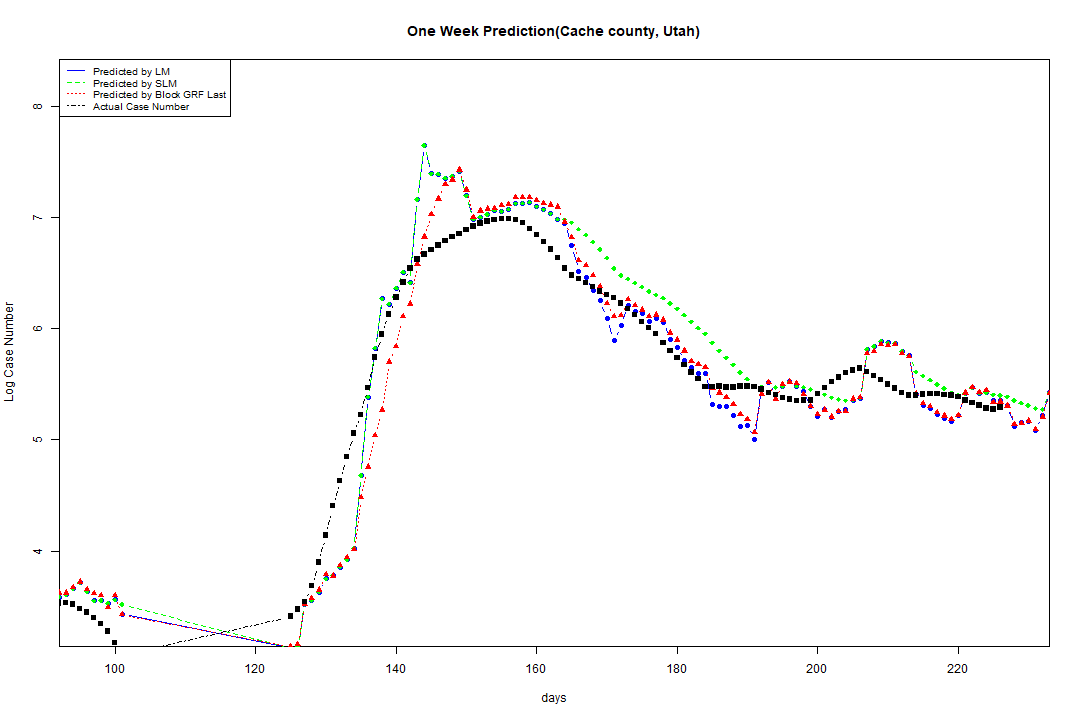 One Week Prediction(Cache county, Utah)
Predicted by LM
Predicted by SLM
Predicted by Block GRF Last
Actual Case Number
8
7
6
5
4
Log Case Number
100 120 140 160 180 200 220
days